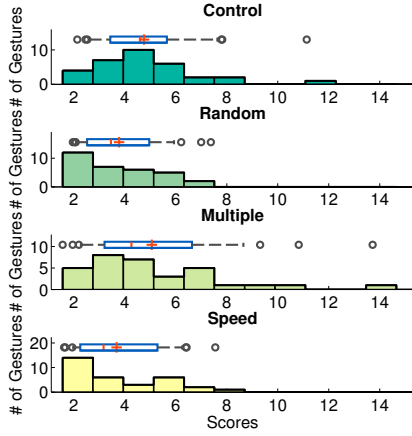 Control
10
0
2 4 6 8 10 12 14
Random
10
0
2 4 6 8 10 12 14
Multiple
10
5
0
2 4 6 8 10 12 14
Speed
20
10
0
2 4 6 8 10 12 14
Scores
# of Gestures
# of Gestures
# of Gestures
# of Gestures